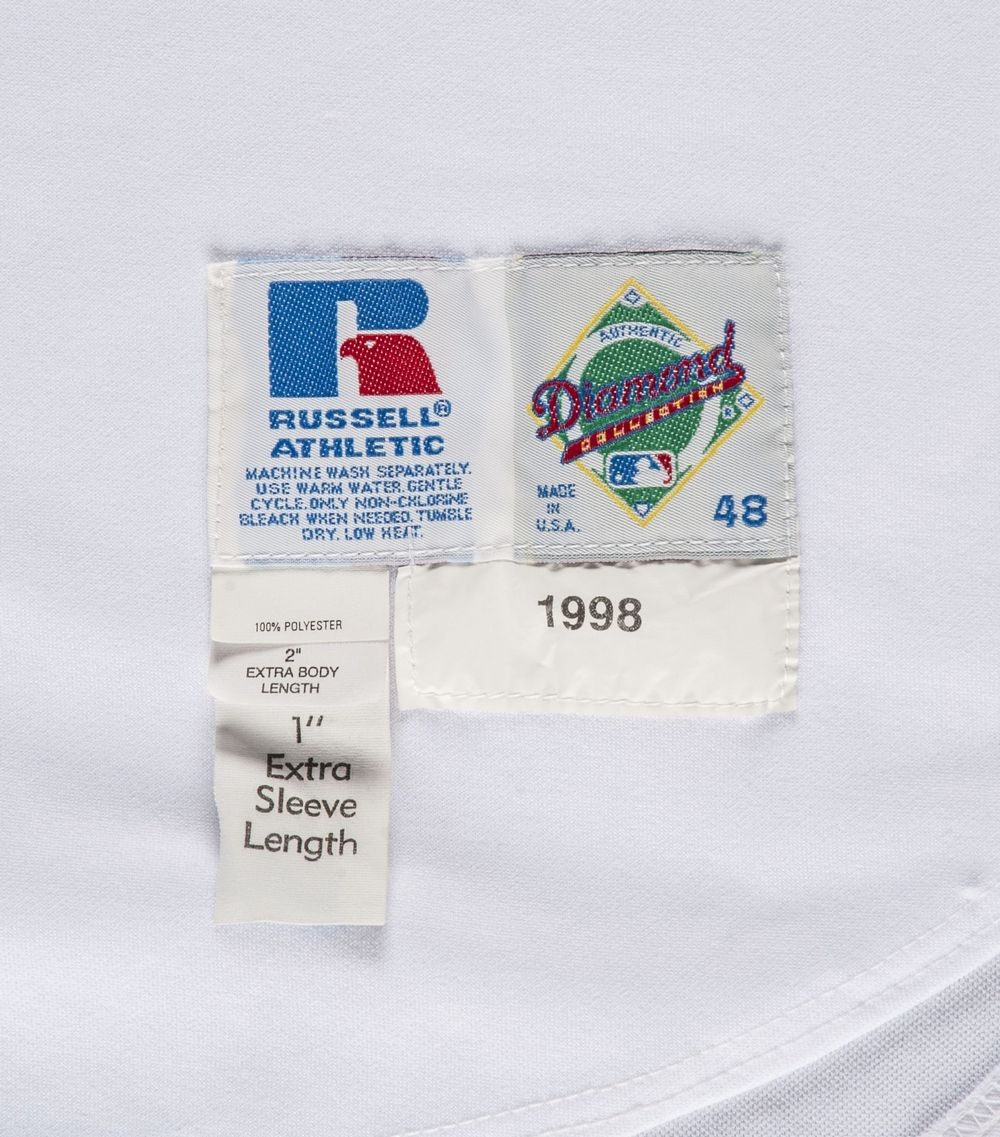 RUSSELL®
ATHLETIC
MACHINE WASH SEPARATELY.
USE WARM WATER.GENTLE
CYCLE.ONLY NON-CHLORINE
BLEACH WHEN NEEDED.TUMBLE
DRY. LOW HEAT.
AUTHENTIC
Diamond
COLLECTION
MADE
IN
U.S.A.
48
100% POLYESTER
2"
EXTRA BODY
LENGTH
1"
Extra
Sleeve
Length
1998